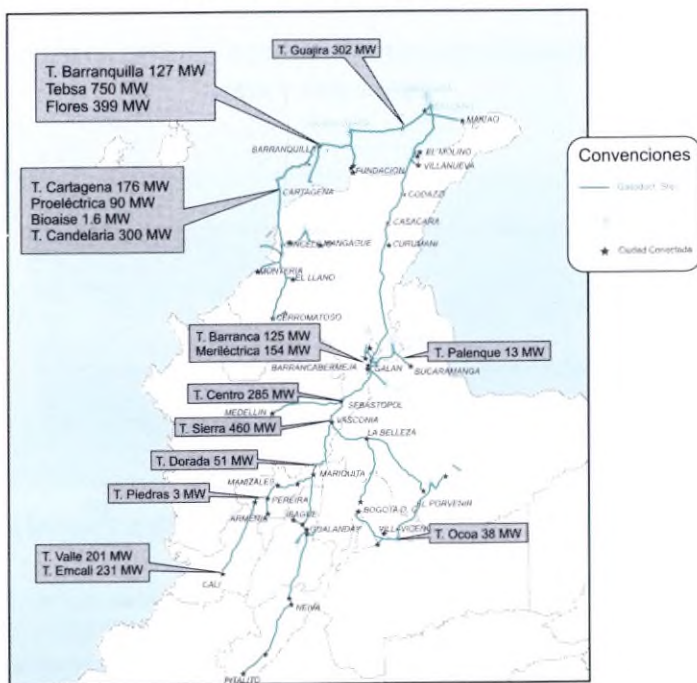 T. Guajira 302 MW
T. Barranquilla 127 MW
Tebsa 750 MW
Flores 399 MW
MAICAO
BARRANQUILLA
EL MOLINO
VILLANUEVA
Convenciones
FUNDACION
T. Cartagena 176 MW
Proeléctrica 90 MW
Bioaise 1.6 MW
T. Candelaria 300 MW
CARTAGENA
CODAZZI
CASACARA
CURUMANI
Ciudad Conectada
MONTERIA
EL LLANO
CERROMATOSO
T. Barranca 125 MW
Meriléctrica 154 MW
T. Palenque 13 MW
BARRANCABERMEJA
GALAN
BUCARAMANGA
T. Centro 285 MW
SEBASTOPOL
MEDELLIN
T. Sierra 460 MW
VASCONIA
LA BELLEZA
T. Dorada 51 MW
MARIQUITA
MANIZALES
T. Piedras 3 MW
PEREIRA
EL PORVENIR
ARMENIA
IBAGUE
BOGOTA D. C.
GUALANDAY
T. Ocoa 38 MW
T. Valle 201 MW
T. Emcali 231 MW
CALI
NEIVA
PITALITO